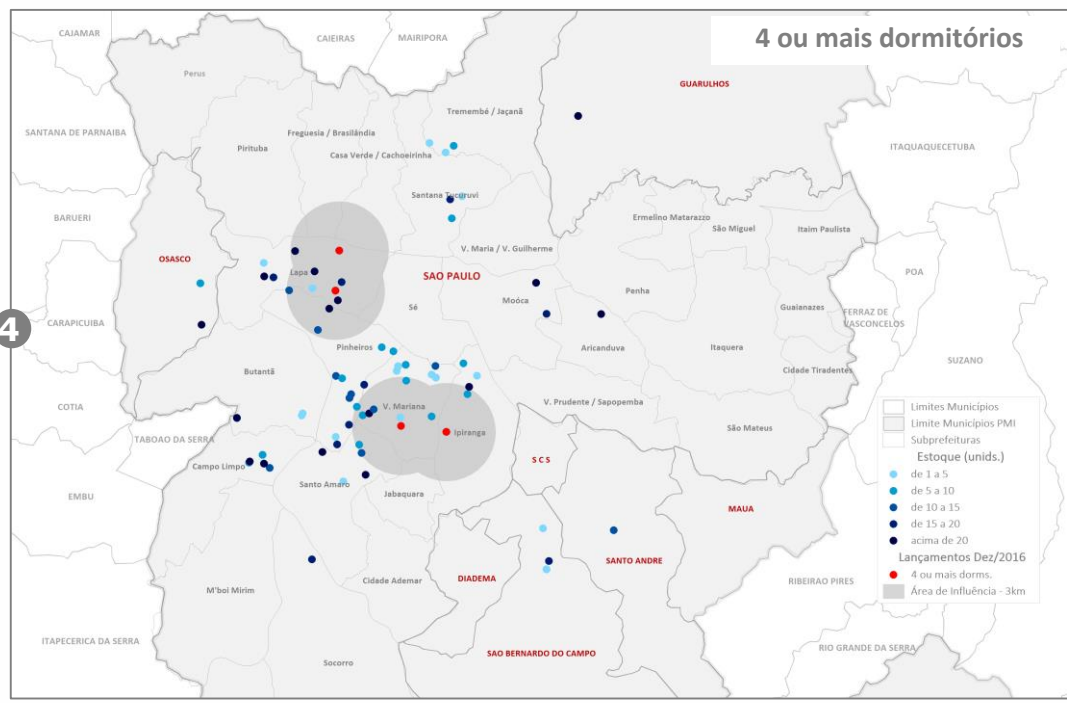 4 ou mais dormitórios
CAJAMAR
CAIEIRAS
MAIRIPORA
Perus
GUARULHOS
SANTANA DE PARNAIBA
Tremembé / Jaçanã
Freguesia / Brasilândia
Pirituba
Casa Verde / Cachoeirinha
ITAQUAQUECETUBA
BARUERI
Santana Tucuruvi
Ermelino Matarazzo
São Miguel
Itaim Paulista
OSASCO
V. Maria / V. Guilherme
Lapa
SAO PAULO
POA
Penha
Moóca
Sé
Guaianazes
FERRAZ DE
VASCONCELOS
4
CARAPICUIBA
Pinheiros
Aricanduva
Itaquera
SUZANO
Butantã
Cidade Tiradentes
COTIA
V. Mariana
V. Prudente / Sapopemba
Ipiranga
São Mateus
TABOAO DA SERRA
Campo Limpo
S C S
Santo Amaro
Jabaquara
EMBU
MAUA
Limites Municípios
Limite Municípios PMI
Subprefeituras
Estoque (unids.)
de 1 a 5
de 5 a 10
de 10 a 15
de 15 a 20
acima de 20
Lançamentos Dez/2016
4 ou mais dorms.
Área de Influência - 3km
SANTO ANDRE
DIADEMA
Cidade Ademar
M'boi Mirim
RIBEIRAO PIRES
ITAPECERICA DA SERRA
SAO BERNARDO DO CAMPO
RIO GRANDE DA SERRA
Socorro